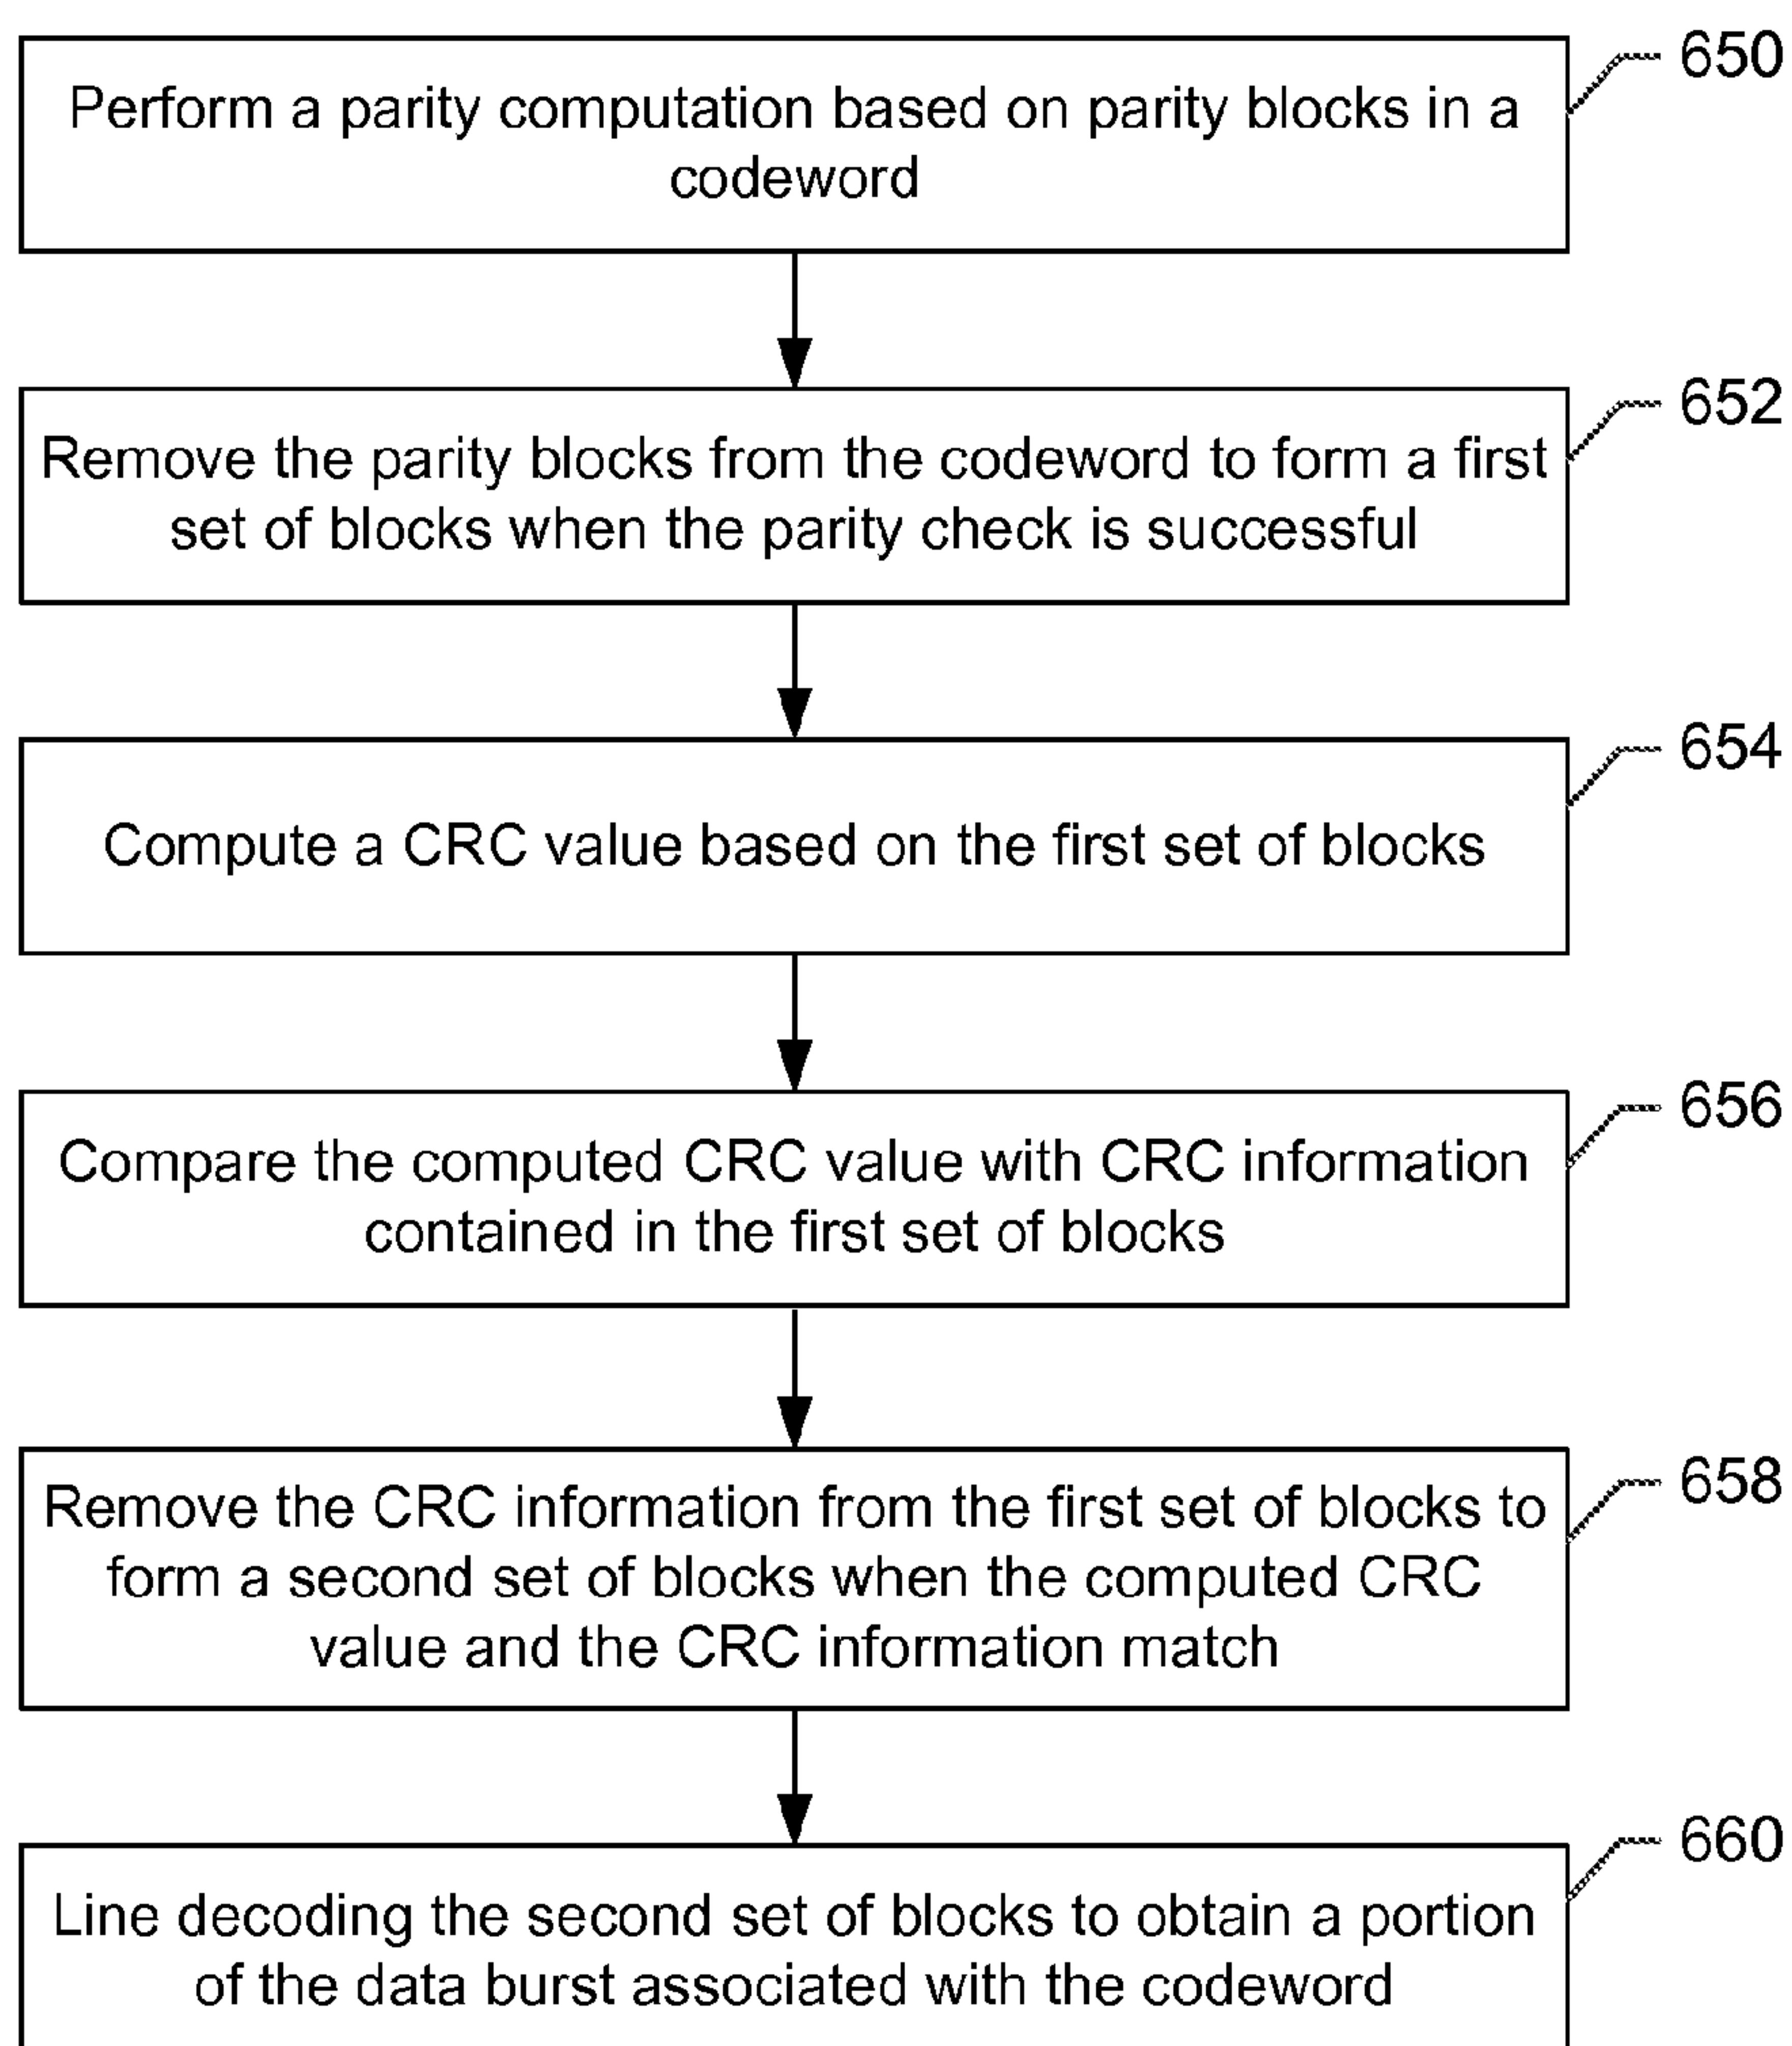 650
Perform a parity computation based on parity blocks in a
codeword
652
Remove the parity blocks from the codeword to form a first
set of blocks when the parity check is successful
654
Compute a CRC value based on the first set of blocks
656
Compare the computed CRC value with CRC information
contained in the first set of blocks
658
Remove the CRC information from the first set of blocks to
form a second set of blocks when the computed CRC
value and the CRC information match
660
Line decoding the second set of blocks to obtain a portion
of the data burst associated with the codeword